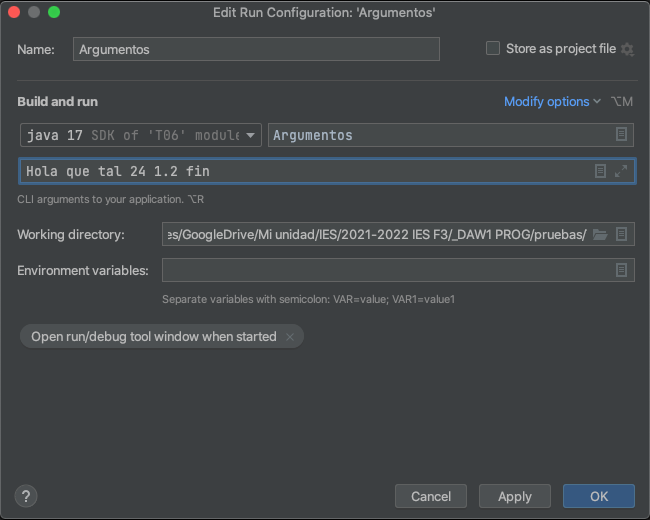 Edit Run Configuration: 'Argumentos'
Name: Argumentos Store as project file
Build and run Modify options ⌥M
java 17 SDK of 'T06' module Argumentos
Hola que tal 24 1.2 fin
CLI arguments to your application. ⌥R
Working directory: es/GoogleDrive/Mi unidad/IES/2021-2022 IES F3/_DAW1 PROG/pruebas/
Environment variables:
Separate variables with semicolon: VAR=value; VAR1=value1
Open run/debug tool window when started ×
? Cancel Apply OK